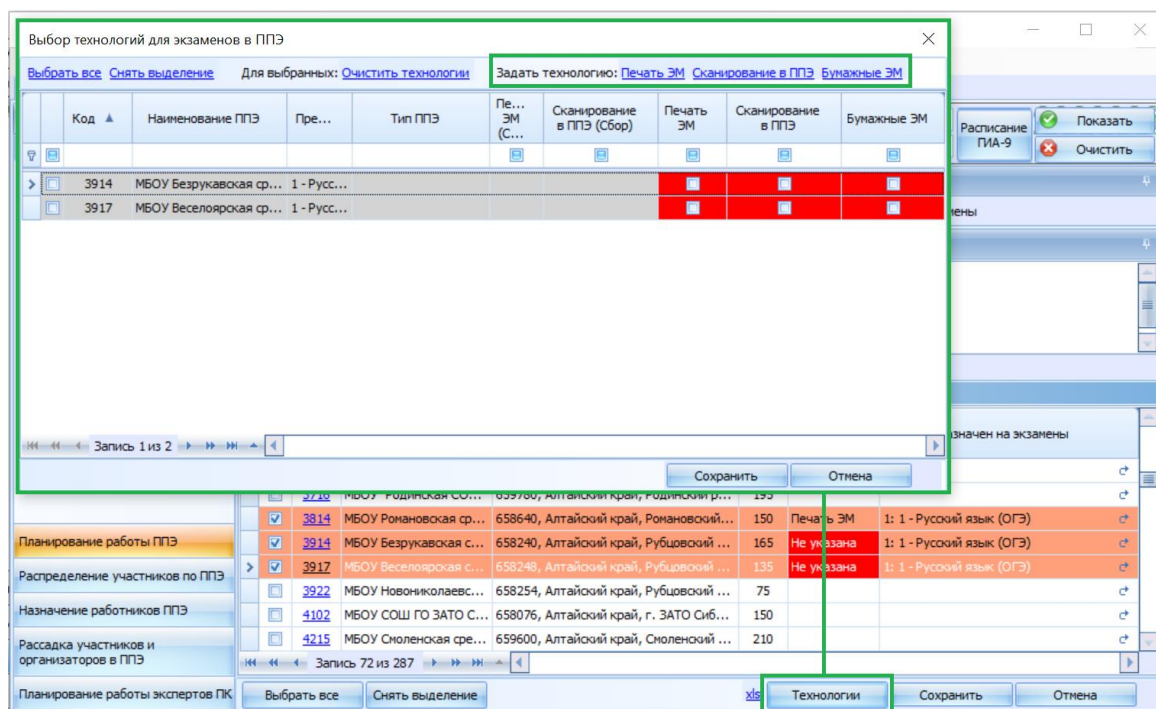 Выбор технологий для экзаменов в ППЭ
Выбрать все Снять выделение Для выбранных: Очистить технологии Задать технологию: Печать ЭМ Сканирование в ППЭ Бумажные ЭМ
Код Наименование ППЭ Пре... Тип ППЭ Пе... ЭМ (С... Сканирование в ППЭ (Сбор) Печать ЭМ Сканирование в ППЭ Бумажные ЭМ
3914 МБОУ Безрукавская ср... 1 - Русс...
3917 МБОУ Веселоярская ср... 1 - Русс...
Запись 1 из 2
Сохранить Отмена
Расписание ГИА-9
Показать
Очистить
3716 МБОУ "Родинская СО... 659780, Алтайский край, Родинский р... 195
3814 МБОУ Романовская ср... 658640, Алтайский край, Романовский... 150 Печать ЭМ 1: 1 - Русский язык (ОГЭ)
3914 МБОУ Безрукавская с... 658240, Алтайский край, Рубцовский ... 165 Не указана 1: 1 - Русский язык (ОГЭ)
3917 МБОУ Веселоярская с... 658248, Алтайский край, Рубцовский ... 135 Не указана 1: 1 - Русский язык (ОГЭ)
3922 МБОУ Новониколаевс... 658254, Алтайский край, Рубцовский ... 75
4102 МБОУ СОШ ГО ЗАТО С... 658076, Алтайский край, г. ЗАТО Сиб... 150
4215 МБОУ Смоленская сре... 659600, Алтайский край, Смоленский ... 210
Запись 72 из 287
Планирование работы ППЭ
Распределение участников по ППЭ
Назначение работников ППЭ
Рассадка участников и
организаторов в ППЭ
Планирование работы экспертов ПК
Выбрать все Снять выделение xls Технологии Сохранить Отмена